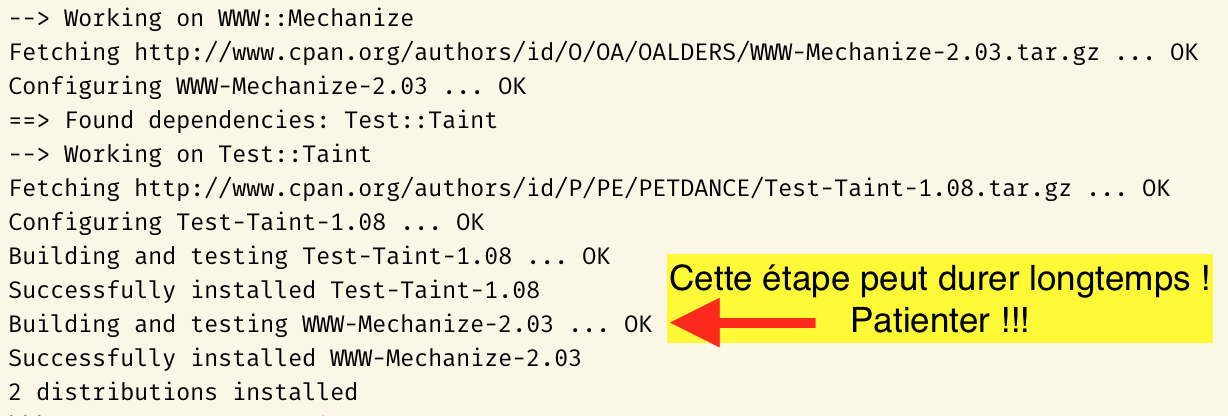 --> Working on WWW::Mechanize
Fetching http://www.cpan.org/authors/id/O/OA/OALDERS/WWW-Mechanize-2.03.tar.gz ... OK
Configuring WWW-Mechanize-2.03 ... OK
==> Found dependencies: Test::Taint
--> Working on Test::Taint
Fetching http://www.cpan.org/authors/id/P/PE/PETDANCE/Test-Taint-1.08.tar.gz ... OK
Configuring Test-Taint-1.08 ... OK
Building and testing Test-Taint-1.08 ... OK
Successfully installed Test-Taint-1.08
Building and testing WWW-Mechanize-2.03 ... OK
Cette étape peut durer longtemps !
Patienter !!!
Successfully installed WWW-Mechanize-2.03
2 distributions installed